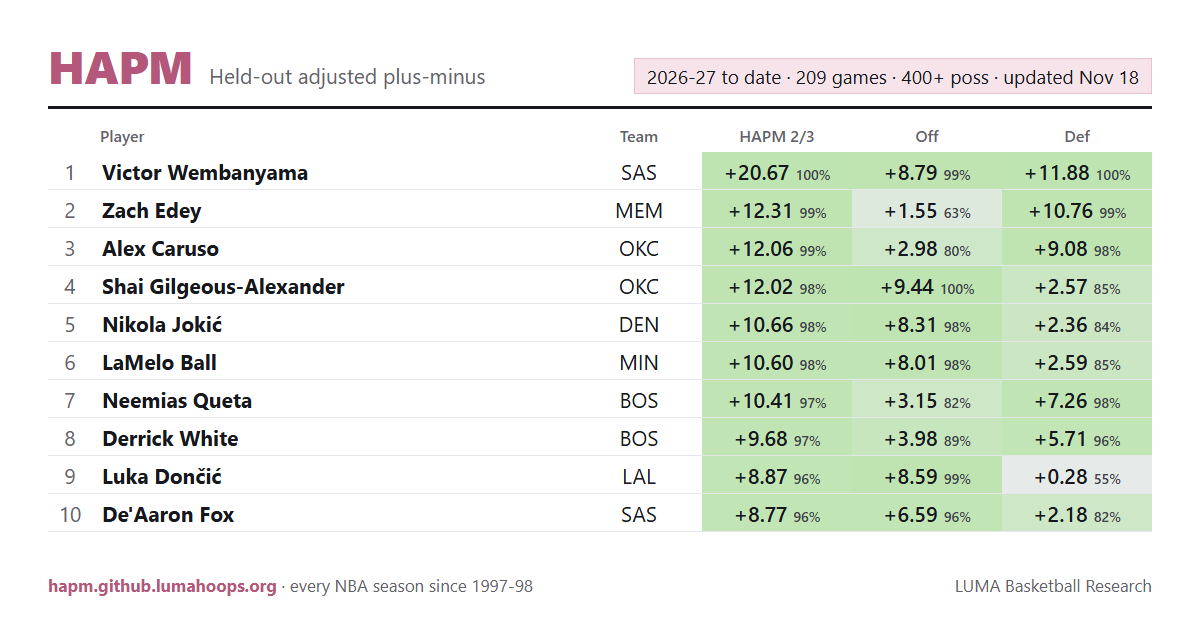 HAPM Held-out adjusted plus-minus 2026-27 to date · 209 games · 400+ poss · updated Nov 18
Player Team HAPM 2/3 Off Def
1 Victor Wembanyama SAS +20.67 100% +8.79 99% +11.88 100%
2 Zach Edey MEM +12.31 99% +1.55 63% +10.76 99%
3 Alex Caruso OKC +12.06 99% +2.98 80% +9.08 98%
4 Shai Gilgeous-Alexander OKC +12.02 98% +9.44 100% +2.57 85%
5 Nikola Jokić DEN +10.66 98% +8.31 98% +2.36 84%
6 LaMelo Ball MIN +10.60 98% +8.01 98% +2.59 85%
7 Neemias Queta BOS +10.41 97% +3.15 82% +7.26 98%
8 Derrick White BOS +9.68 97% +3.98 89% +5.71 96%
9 Luka Dončić LAL +8.87 96% +8.59 99% +0.28 55%
10 De'Aaron Fox SAS +8.77 96% +6.59 96% +2.18 82%
hapm.github.lumahoops.org · every NBA season since 1997-98 LUMA Basketball Research